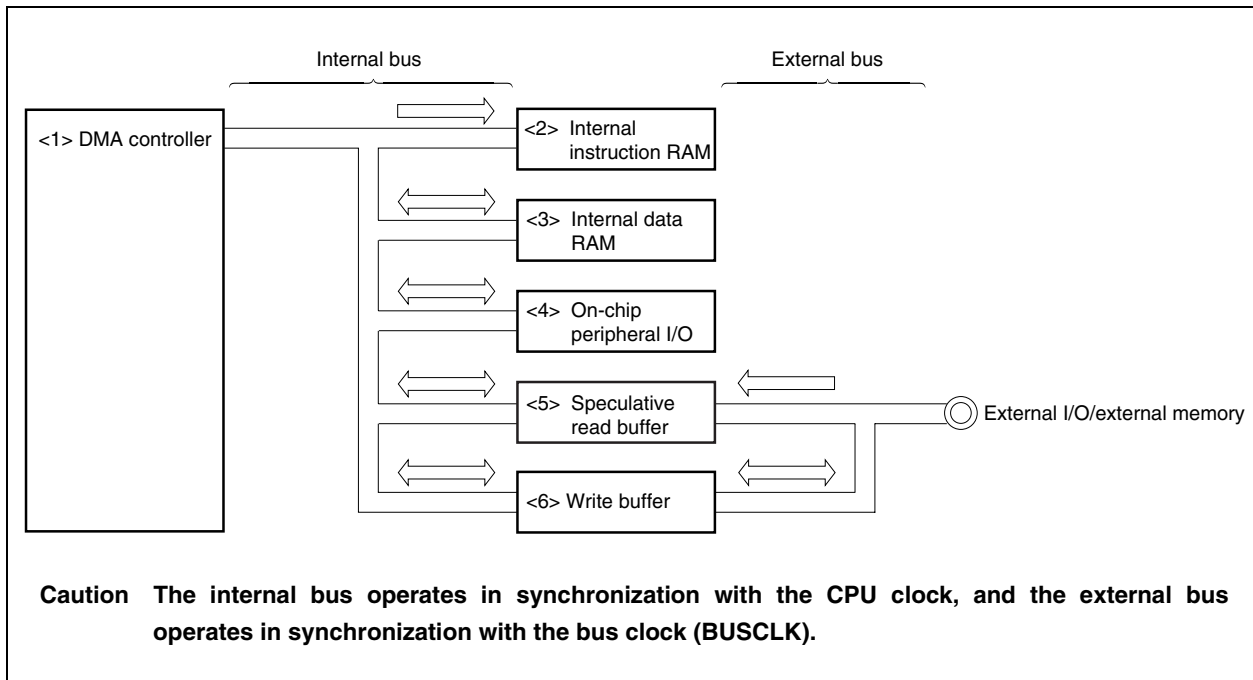 Internal bus
External bus
<1> DMA controller
<2> Internal
instruction RAM
<3> Internal data
RAM
<4> On-chip
peripheral I/O
<5> Speculative
read buffer
External I/O/external memory
<6> Write buffer
Caution The internal bus operates in synchronization with the CPU clock, and the external bus
operates in synchronization with the bus clock (BUSCLK).